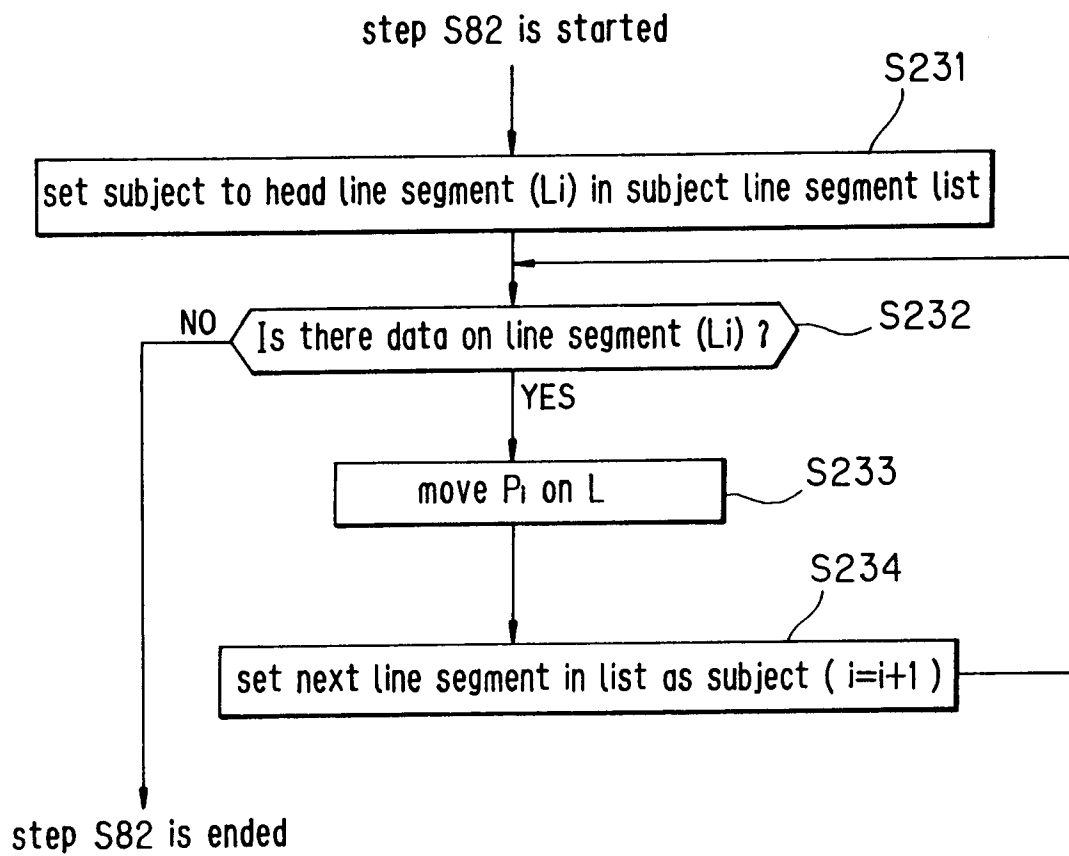 step S82 is started
S231
set subject to head line segment (Li) in subject line segment list
NO
Is there data on line segment (Li) ?
S232
YES
move Pi on L
S233
S234
set next line segment in list as subject ( i=i+1 )
step S82 is ended